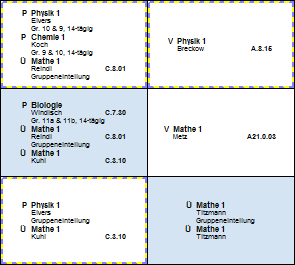 P Physik 1
Elvers
Gr. 10 & 9, 14-tägig
P Chemie 1
Koch
Gr. 9 & 10, 14-tägig
Ü Mathe 1
Reindl C.8.01
Gruppeneinteilung
V Physik 1
Breckow A.8.15
P Biologie
Windisch C.7.30
Gr. 11a & 11b, 14-tägig
Ü Mathe 1
Reindl C.8.01
Gruppeneinteilung
Ü Mathe 1
Kuhl C.3.10
V Mathe 1
Metz A21.0.03
P Physik 1
Elvers
Gruppeneinteilung
Ü Mathe 1
Kuhl C.3.10
Ü Mathe 1
Titzmann
Gruppeneinteilung
Ü Mathe 1
Titzmann